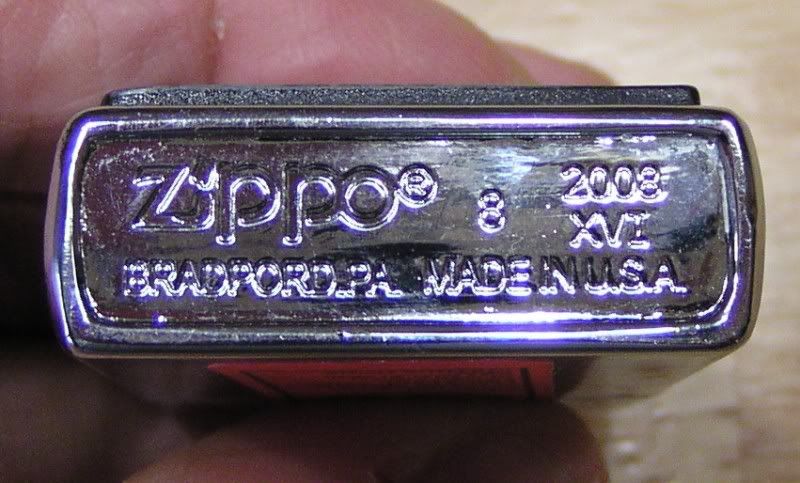 Zippo® 8 2008
XVI
BRADFORD, PA. MADE IN U.S.A.